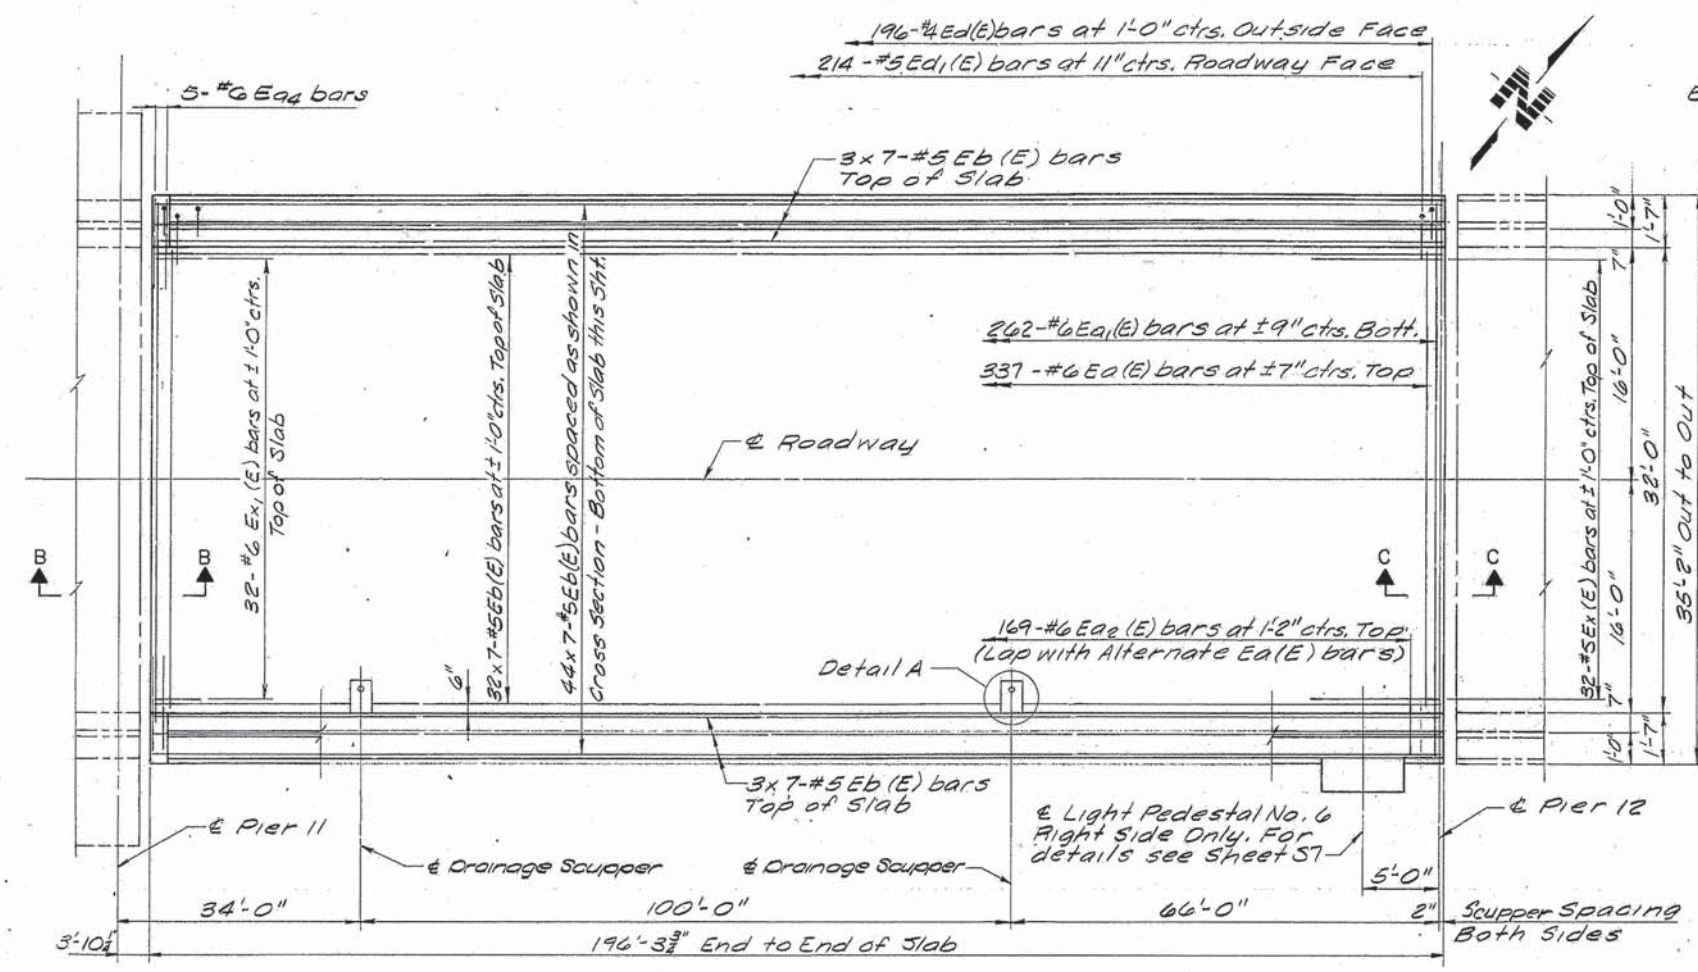 196-#4Ed(E)bars at 1'-0" ctrs. Outside Face
214-#5Ed₁(E) bars at 11" ctrs. Roadway Face
5-#6 Ea₄ bars
N
3x7-#5 Eb (E) bars
Top of Slab
1'-0"
1'-7"
7"
32-#6 Ex₁ (E) bars at ± 1'-0" ctrs.
Top of Slab
32x7-#5Eb(E) bars at ± 1'-0" ctrs. Top of Slab
44x7-#5Eb(E) bars spaced as shown in
Cross Section - Bottom of Slab this Sht.
262-#6Ea₁(E) bars at ±9" ctrs. Bott.
337-#6 Ea(E) bars at ±7" ctrs. Top
32-#5Ex(E) bars at ± 1'-0" ctrs. Top of Slab
16'-0"
32'-0"
35'-2" Out to Out
℄ Roadway
B
B
C
C
16'-0"
169-#6 Ea₂ (E) bars at 1'-2" ctrs. Top.
(Lap with Alternate Ea(E) bars)
Detail A
6"
7"
1'-0"
1'-7"
3x7-#5 Eb (E) bars
Top of Slab
℄ Pier 11
℄ Drainage Scupper
℄ Drainage Scupper
℄ Light Pedestal No. 6
Right Side Only. For
details see Sheet S7
℄ Pier 12
5'-0"
34'-0"
100'-0"
66'-0"
2"
Scupper Spacing
Both Sides
3'-10¼"
196'-3¾" End to End of Slab